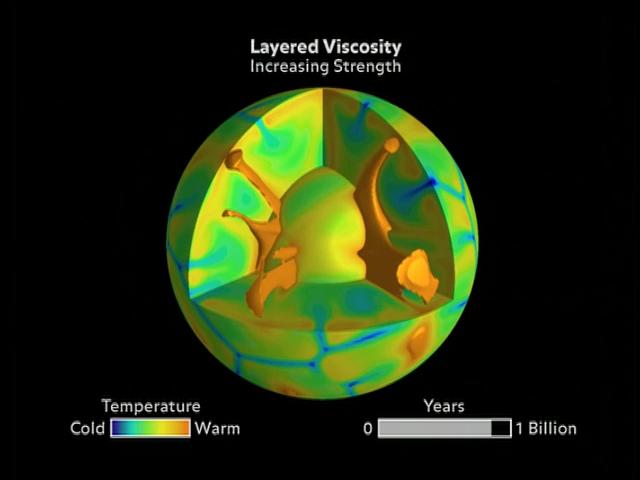 Layered Viscosity
Increasing Strength
Temperature
Cold Warm
Years
0 1 Billion